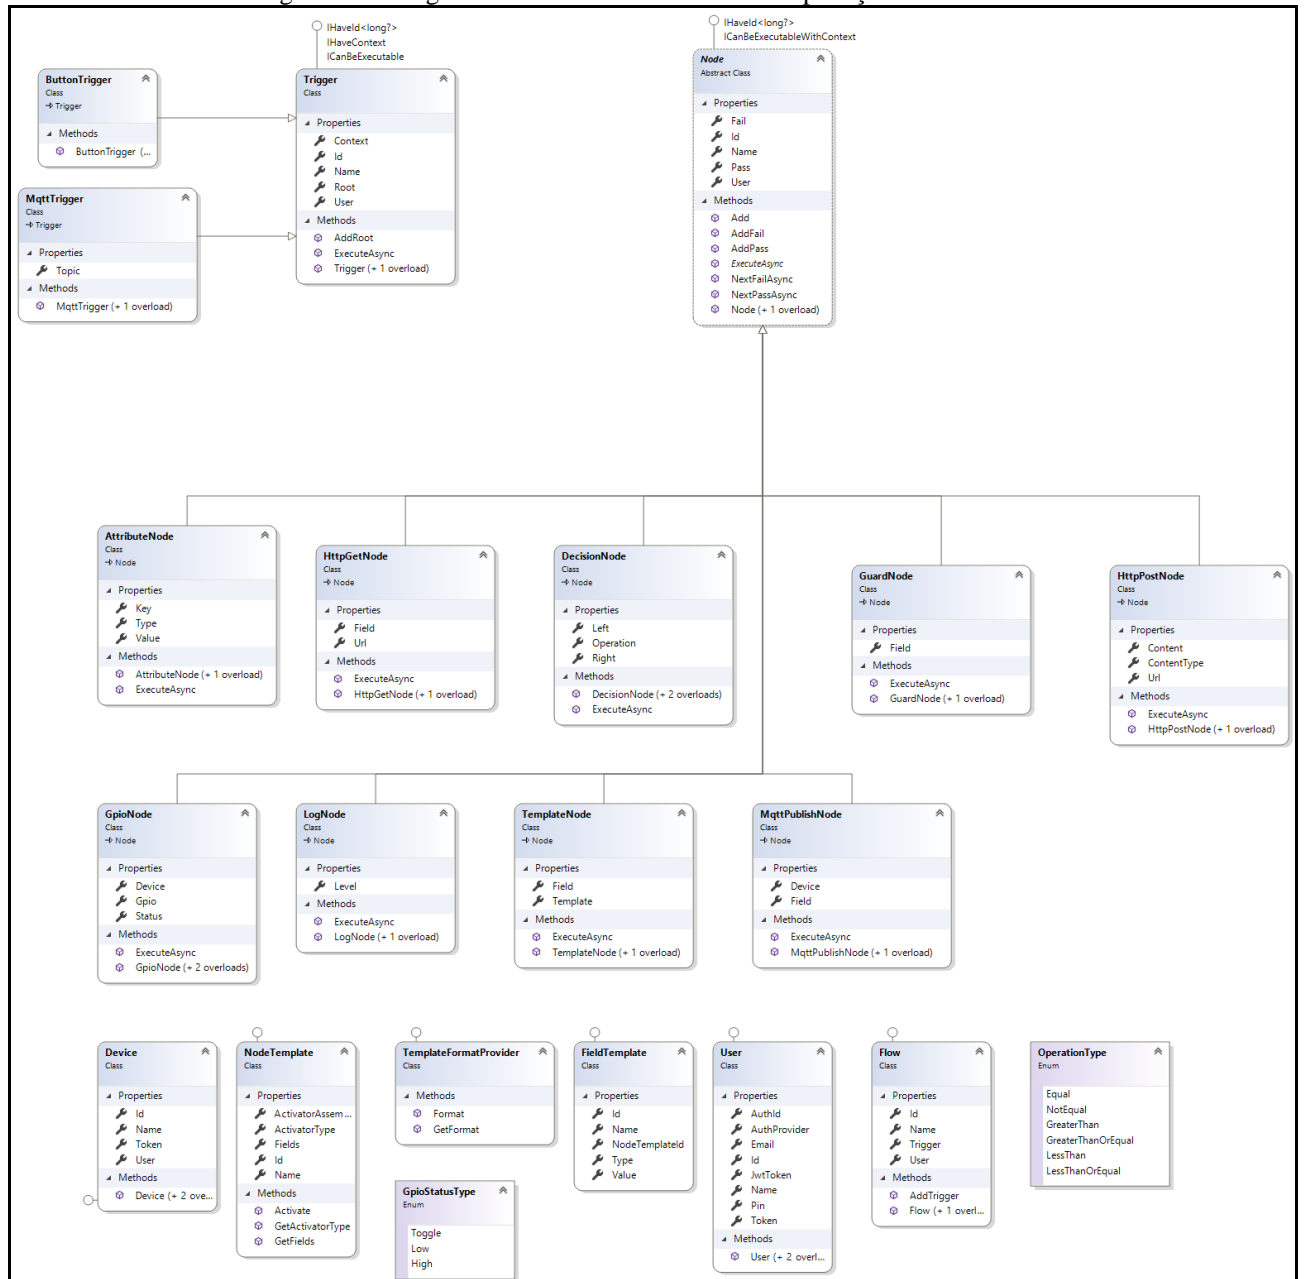 IHaveId<long?>
IHaveContext
ICanBeExecutable
IHaveId<long?>
ICanBeExecutableWithContext
ButtonTrigger
Class
Trigger
Methods
ButtonTrigger (...
MqttTrigger
Class
Trigger
Properties
Topic
Methods
MqttTrigger (+ 1 overload)
Trigger
Class
Properties
Context
Id
Name
Root
User
Methods
AddRoot
ExecuteAsync
Trigger (+ 1 overload)
Node
Abstract Class
Properties
Fail
Id
Name
Pass
User
Methods
Add
AddFail
AddPass
ExecuteAsync
NextFailAsync
NextPassAsync
Node (+ 1 overload)
AttributeNode
Class
Node
Properties
Key
Type
Value
Methods
AttributeNode (+ 1 overload)
ExecuteAsync
HttpGetNode
Class
Node
Properties
Field
Url
Methods
ExecuteAsync
HttpGetNode (+ 1 overload)
DecisionNode
Class
Node
Properties
Left
Operation
Right
Methods
DecisionNode (+ 2 overloads)
ExecuteAsync
GuardNode
Class
Node
Properties
Field
Methods
ExecuteAsync
GuardNode (+ 1 overload)
HttpPostNode
Class
Node
Properties
Content
ContentType
Url
Methods
ExecuteAsync
HttpPostNode (+ 1 overload)
GpioNode
Class
Node
Properties
Device
Gpio
Status
Methods
ExecuteAsync
GpioNode (+ 2 overloads)
LogNode
Class
Node
Properties
Level
Methods
ExecuteAsync
LogNode (+ 1 overload)
TemplateNode
Class
Node
Properties
Field
Template
Methods
ExecuteAsync
TemplateNode (+ 1 overload)
MqttPublishNode
Class
Node
Properties
Device
Field
Methods
ExecuteAsync
MqttPublishNode (+ 1 overload)
Device
Class
Properties
Id
Name
Token
User
Methods
Device (+ 2 ove...
NodeTemplate
Class
Properties
ActivatorAssem...
ActivatorType
Fields
Id
Name
Methods
Activate
GetActivatorType
GetFields
TemplateFormatProvider
Class
Methods
Format
GetFormat
GpioStatusType
Enum
Toggle
Low
High
FieldTemplate
Class
Properties
Id
Name
NodeTemplateId
Type
Value
User
Class
Properties
AuthId
AuthProvider
Email
Id
JwtToken
Name
Pin
Token
Methods
User (+ 2 overl...
Flow
Class
Properties
Id
Name
Trigger
User
Methods
AddTrigger
Flow (+ 1 overl...
OperationType
Enum
Equal
NotEqual
GreaterThan
GreaterThanOrEqual
LessThan
LessThanOrEqual